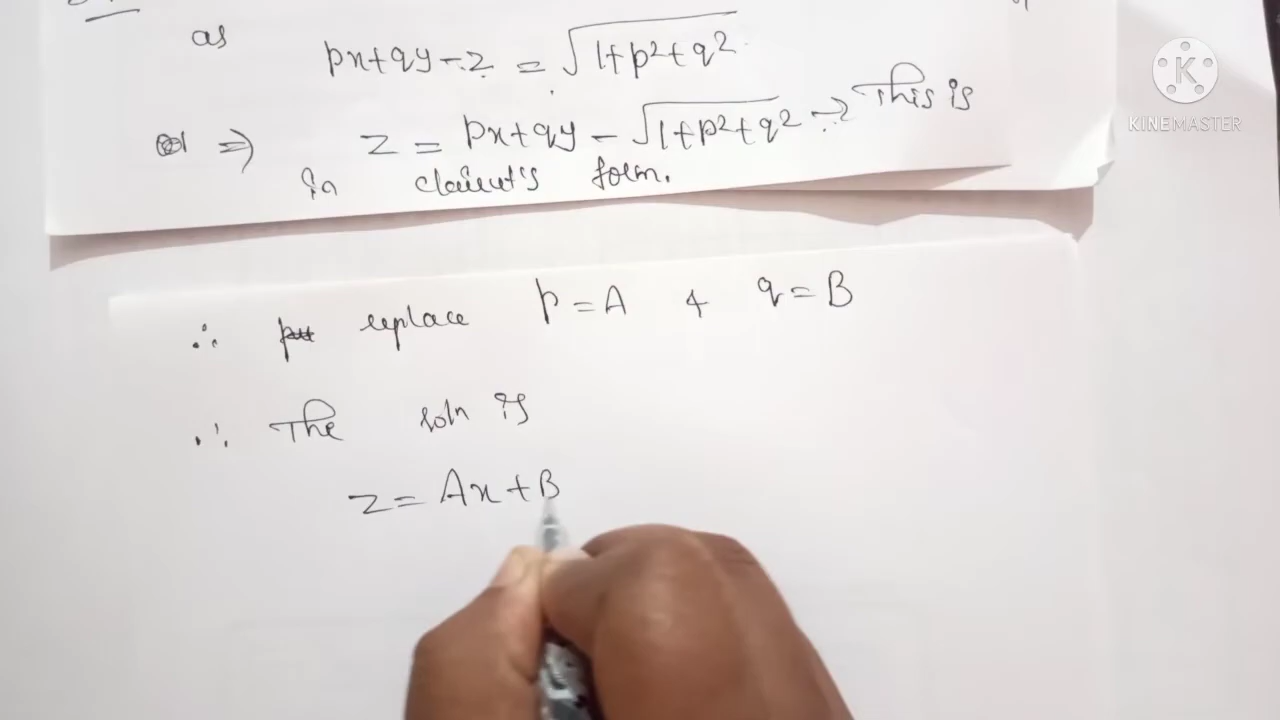 as
px+qy-z = √1+p²+q²
⇒ z = px+qy - √1+p²+q² → This is
in clairut's form.
KINEMASTER
∴ replace p=A & q=B
∴ The soln is
z = Ax+B